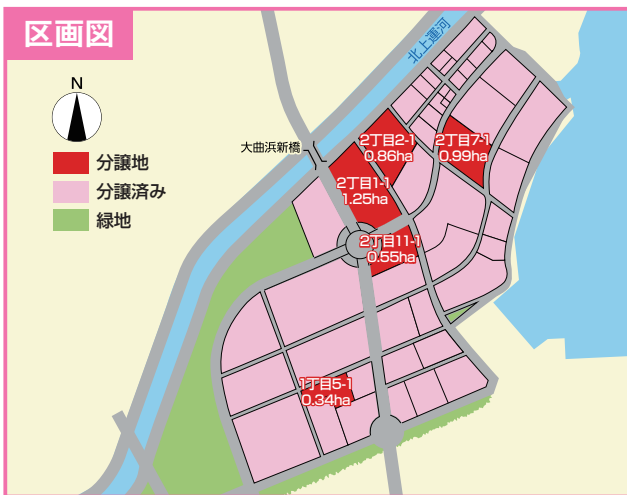 区画図
N
分譲地
分譲済み
緑地
北上運河
大曲浜新橋
2丁目2-1
0.86ha
2丁目7-1
0.99ha
2丁目1-1
1.25ha
2丁目11-1
0.55ha
1丁目5-1
0.34ha